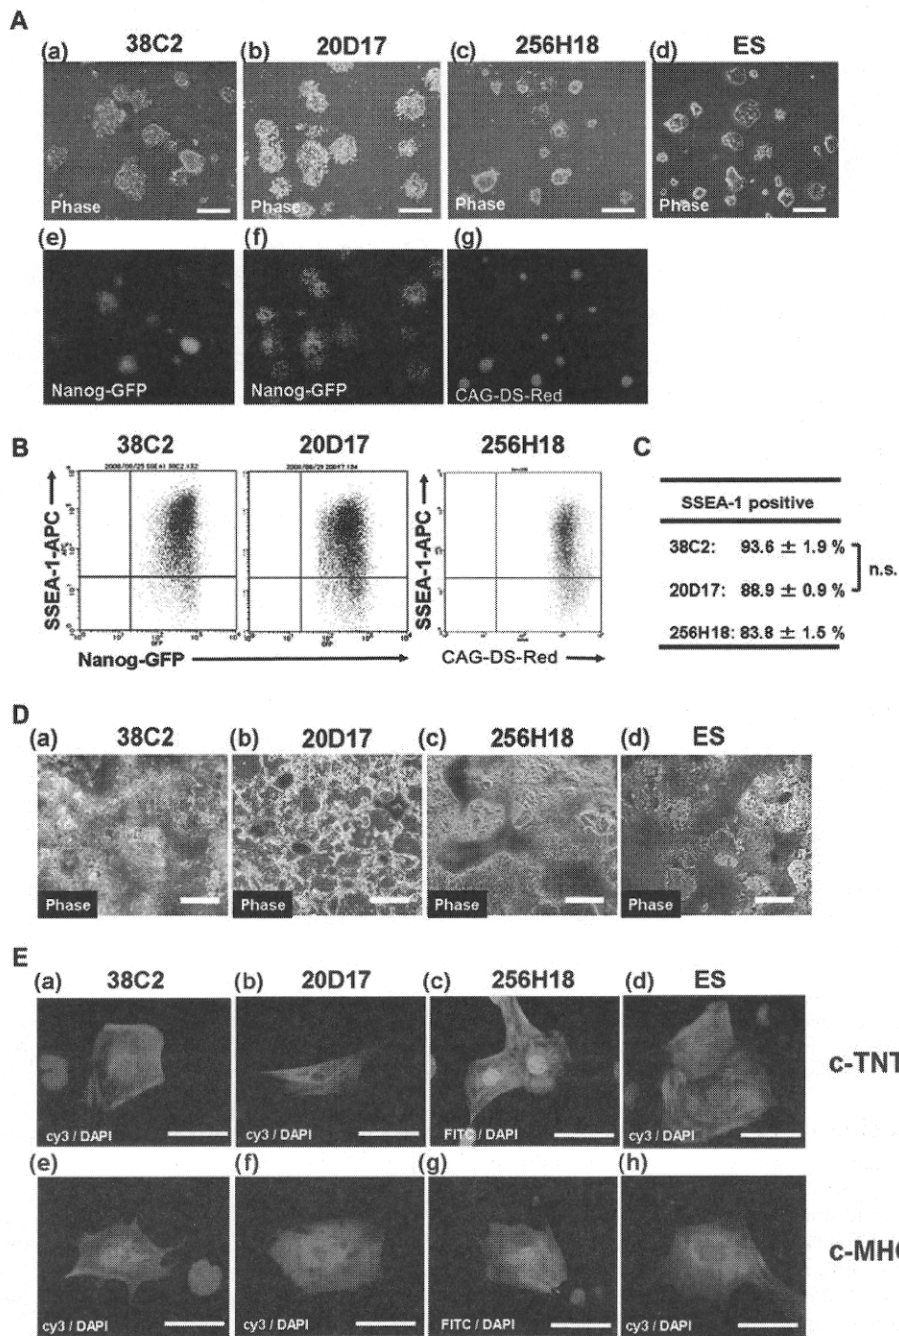 A
(a) 38C2 (b) 20D17 (c) 256H18 (d) ES
Phase Phase Phase Phase
(e) (f) (g)
Nanog-GFP Nanog-GFP CAG-DS-Red
B 38C2 20D17 256H18 C
SSEA-1-APC SSEA-1-APC
Nanog-GFP CAG-DS-Red
SSEA-1 positive
38C2: 93.6 ± 1.9 %
n.s.
20D17: 88.9 ± 0.9 %
256H18: 83.8 ± 1.5 %
D
(a) 38C2 (b) 20D17 (c) 256H18 (d) ES
Phase Phase Phase Phase
E
(a) 38C2 (b) 20D17 (c) 256H18 (d) ES
c-TNT
cy3 / DAPI cy3 / DAPI FITC / DAPI cy3 / DAPI
(e) (f) (g) (h)
c-MHC
cy3 / DAPI cy3 / DAPI FITC / DAPI cy3 / DAPI